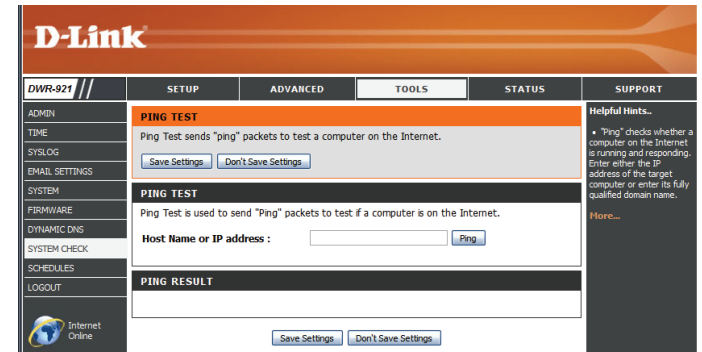 D-Link
DWR-921
SETUP
ADVANCED
TOOLS
STATUS
SUPPORT
ADMIN
TIME
SYSLOG
EMAIL SETTINGS
SYSTEM
FIRMWARE
DYNAMIC DNS
SYSTEM CHECK
SCHEDULES
LOGOUT
Internet
Online
PING TEST
Ping Test sends "ping" packets to test a computer on the Internet.
Save Settings
Don't Save Settings
PING TEST
Ping Test is used to send "Ping" packets to test if a computer is on the Internet.
Host Name or IP address :
Ping
PING RESULT
Save Settings
Don't Save Settings
Helpful Hints..
• "Ping" checks whether a
computer on the Internet
is running and responding.
Enter either the IP
address of the target
computer or enter its fully
qualified domain name.
More...